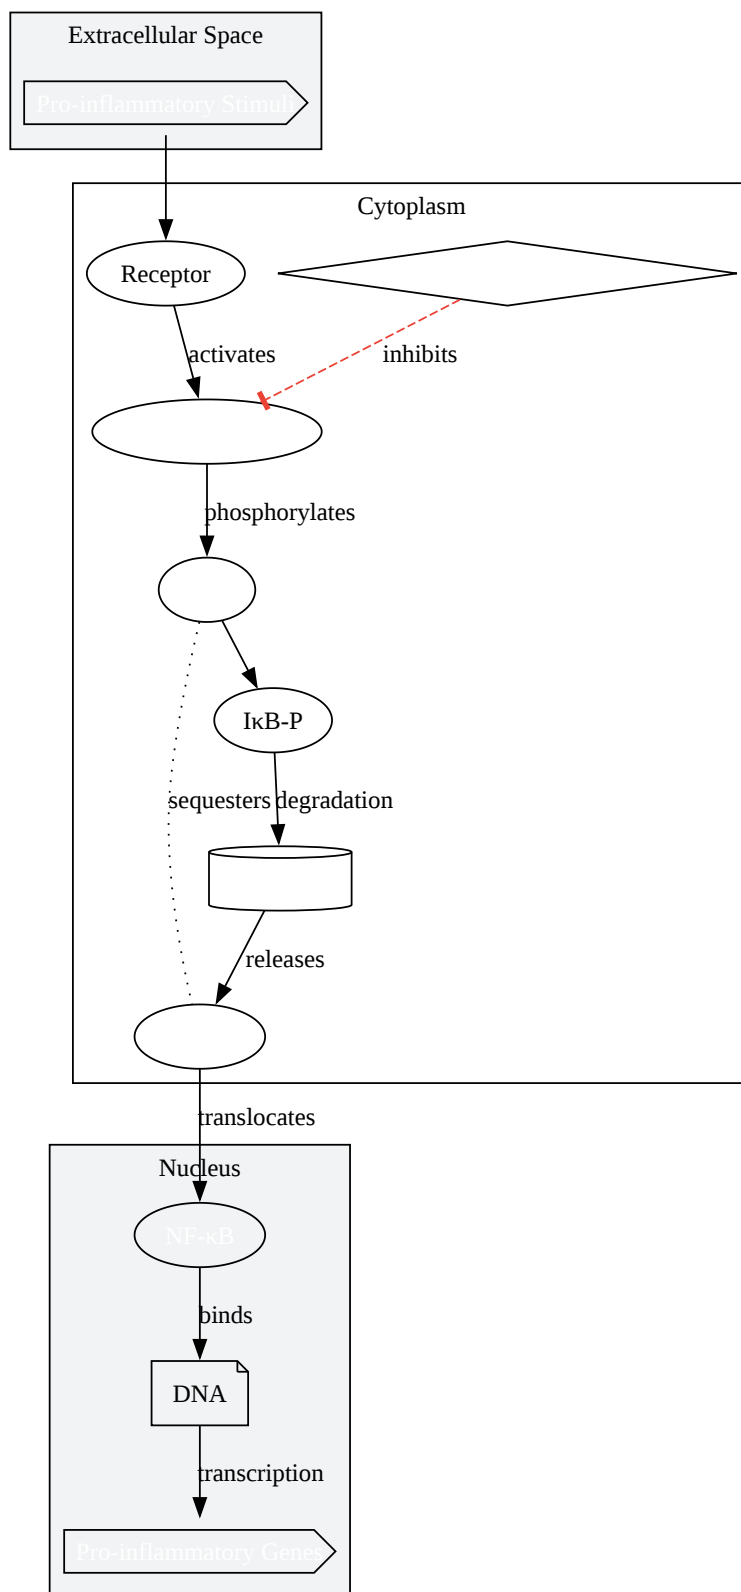 Extracellular Space
Pro-inflammatory Stimuli
Cytoplasm
Receptor
activates
inhibits
phosphorylates
IκB-P
sequesters
degradation
releases
translocates
Nucleus
NF-κB
binds
DNA
transcription
Pro-inflammatory Genes